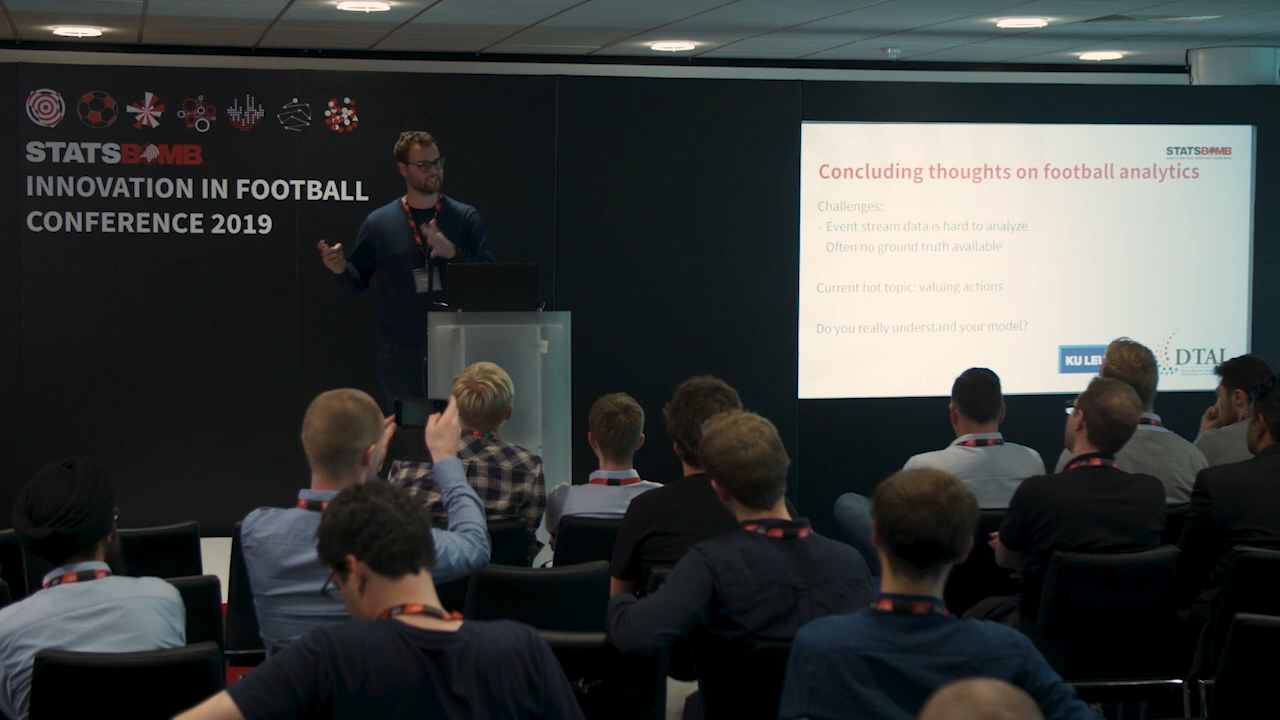 STATSBOMB
INNOVATION IN FOOTBALL
CONFERENCE 2019
STATSBOMB
Concluding thoughts on football analytics
Challenges:
- Event stream data is hard to analyze
- Often no ground truth available
Current hot topic: valuing actions
Do you really understand your model?
KU
DTAI